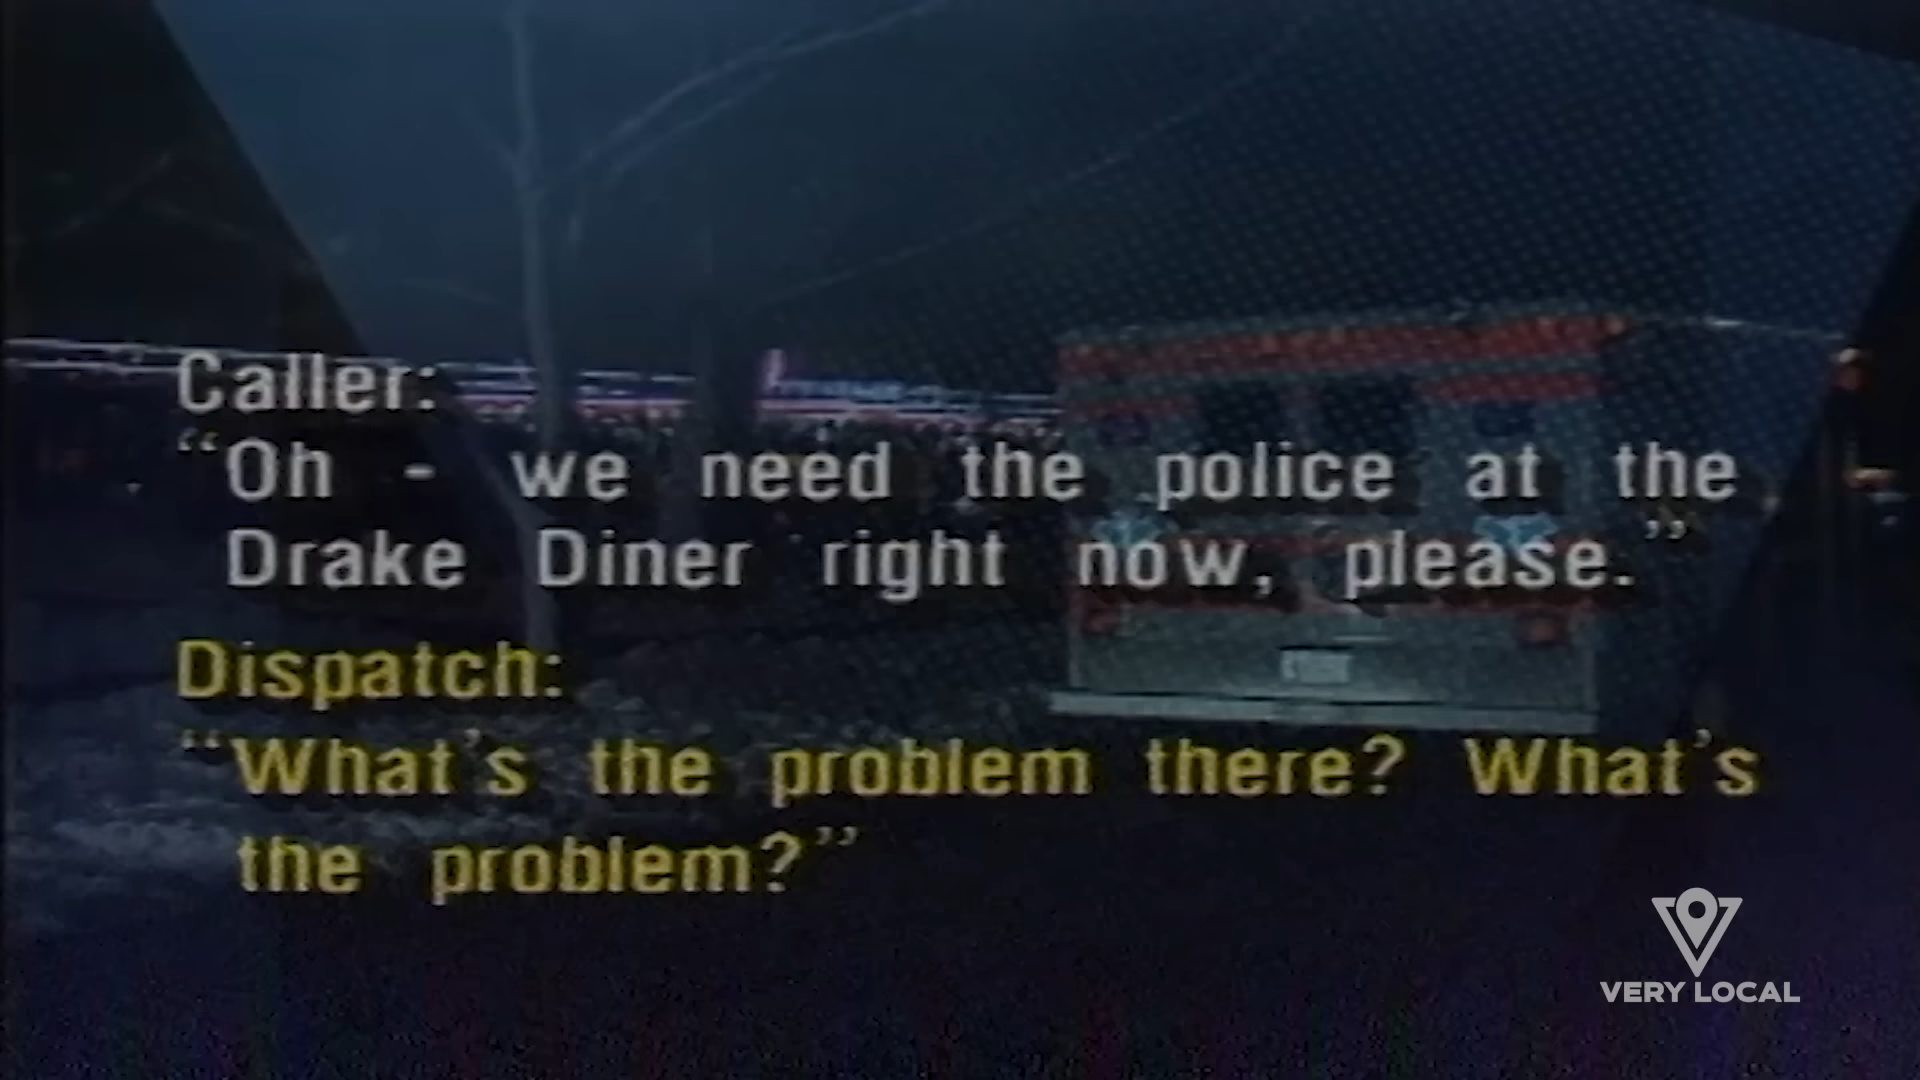 Caller:
“Oh - we need the police at the
Drake Diner right now, please.”
Dispatch:
“What's the problem there? What's
the problem?”
VERY LOCAL